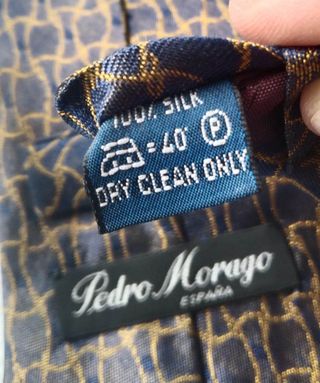 100% SILK
= 40° P
DRY CLEAN ONLY
Pedro Morago
ESPAÑA